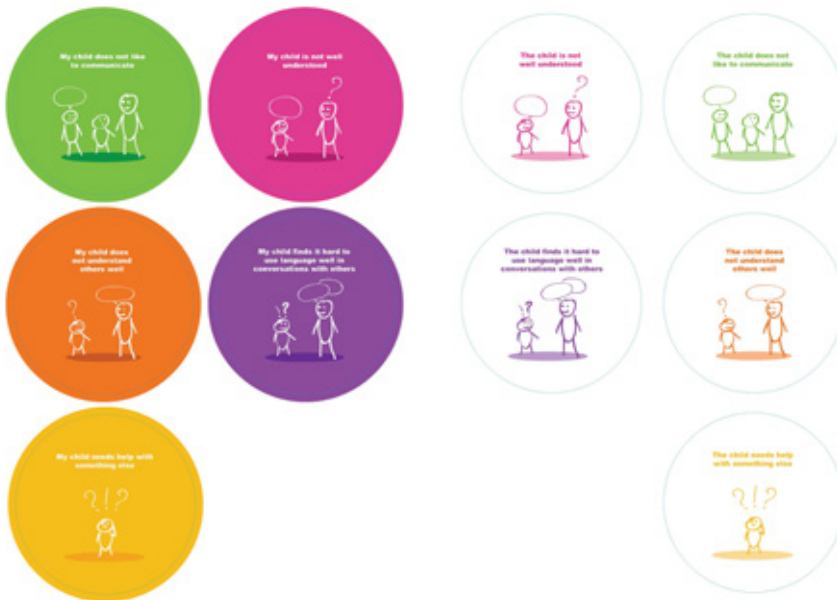 My child does not like
to communicate
My child is not well
understood
The child is not
well understood
The child does not
like to communicate
?
?
My child does
not understand
others well
My child finds it hard to
use language well in
conversations with others
The child finds it hard to
use language well in
conversations with others
The child does
not understand
others well
?
! ?
! ?
?
My child needs help with
something else
The child needs help
with something else
? ! ?
? ! ?